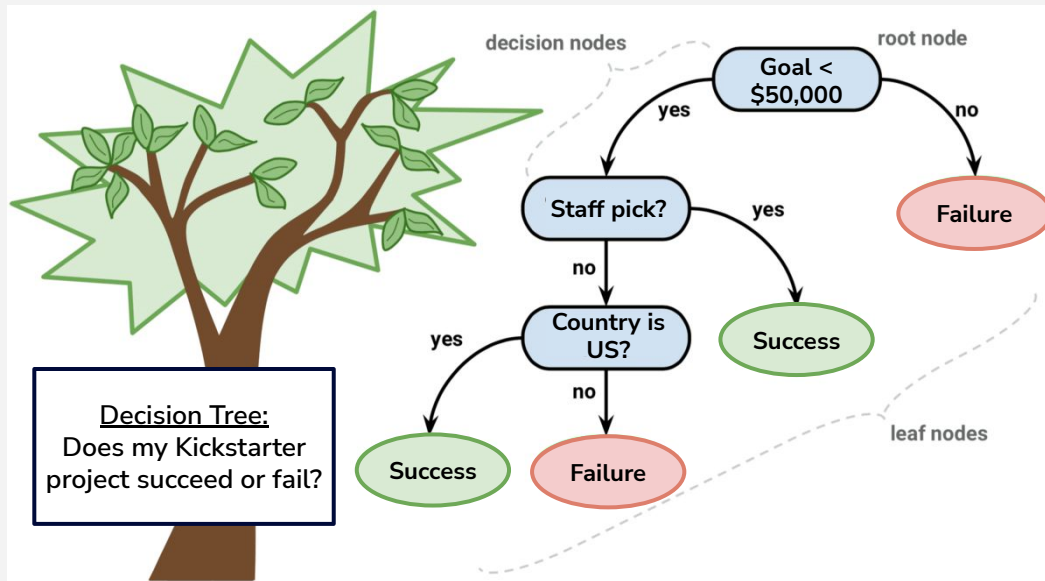 decision nodes
root node
Goal <
$50,000
yes
no
Staff pick?
yes
Failure
no
Country is
US?
yes
Success
no
Decision Tree:
Does my Kickstarter
project succeed or fail?
Success
Failure
leaf nodes